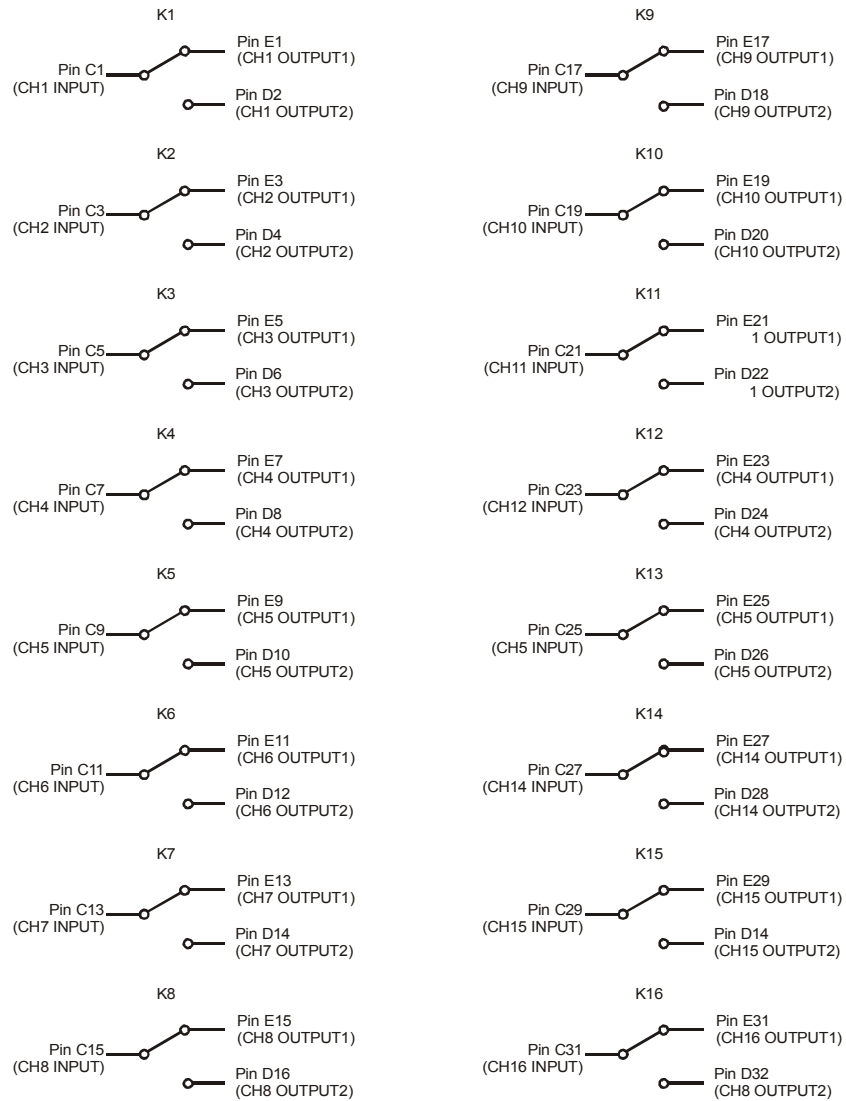 K1
Pin E1
(CH1 OUTPUT1)
Pin C1
(CH1 INPUT)
Pin D2
(CH1 OUTPUT2)
K2
Pin E3
(CH2 OUTPUT1)
Pin C3
(CH2 INPUT)
Pin D4
(CH2 OUTPUT2)
K3
Pin E5
(CH3 OUTPUT1)
Pin C5
(CH3 INPUT)
Pin D6
(CH3 OUTPUT2)
K4
Pin E7
(CH4 OUTPUT1)
Pin C7
(CH4 INPUT)
Pin D8
(CH4 OUTPUT2)
K5
Pin E9
(CH5 OUTPUT1)
Pin C9
(CH5 INPUT)
Pin D10
(CH5 OUTPUT2)
K6
Pin E11
(CH6 OUTPUT1)
Pin C11
(CH6 INPUT)
Pin D12
(CH6 OUTPUT2)
K7
Pin E13
(CH7 OUTPUT1)
Pin C13
(CH7 INPUT)
Pin D14
(CH7 OUTPUT2)
K8
Pin E15
(CH8 OUTPUT1)
Pin C15
(CH8 INPUT)
Pin D16
(CH8 OUTPUT2)
K9
Pin E17
(CH9 OUTPUT1)
Pin C17
(CH9 INPUT)
Pin D18
(CH9 OUTPUT2)
K10
Pin E19
(CH10 OUTPUT1)
Pin C19
(CH10 INPUT)
Pin D20
(CH10 OUTPUT2)
K11
Pin E21
1 OUTPUT1)
Pin C21
(CH11 INPUT)
Pin D22
1 OUTPUT2)
K12
Pin E23
(CH4 OUTPUT1)
Pin C23
(CH12 INPUT)
Pin D24
(CH4 OUTPUT2)
K13
Pin E25
(CH5 OUTPUT1)
Pin C25
(CH5 INPUT)
Pin D26
(CH5 OUTPUT2)
K14
Pin E27
(CH14 OUTPUT1)
Pin C27
(CH14 INPUT)
Pin D28
(CH14 OUTPUT2)
K15
Pin E29
(CH15 OUTPUT1)
Pin C29
(CH15 INPUT)
Pin D14
(CH15 OUTPUT2)
K16
Pin E31
(CH16 OUTPUT1)
Pin C31
(CH16 INPUT)
Pin D32
(CH8 OUTPUT2)